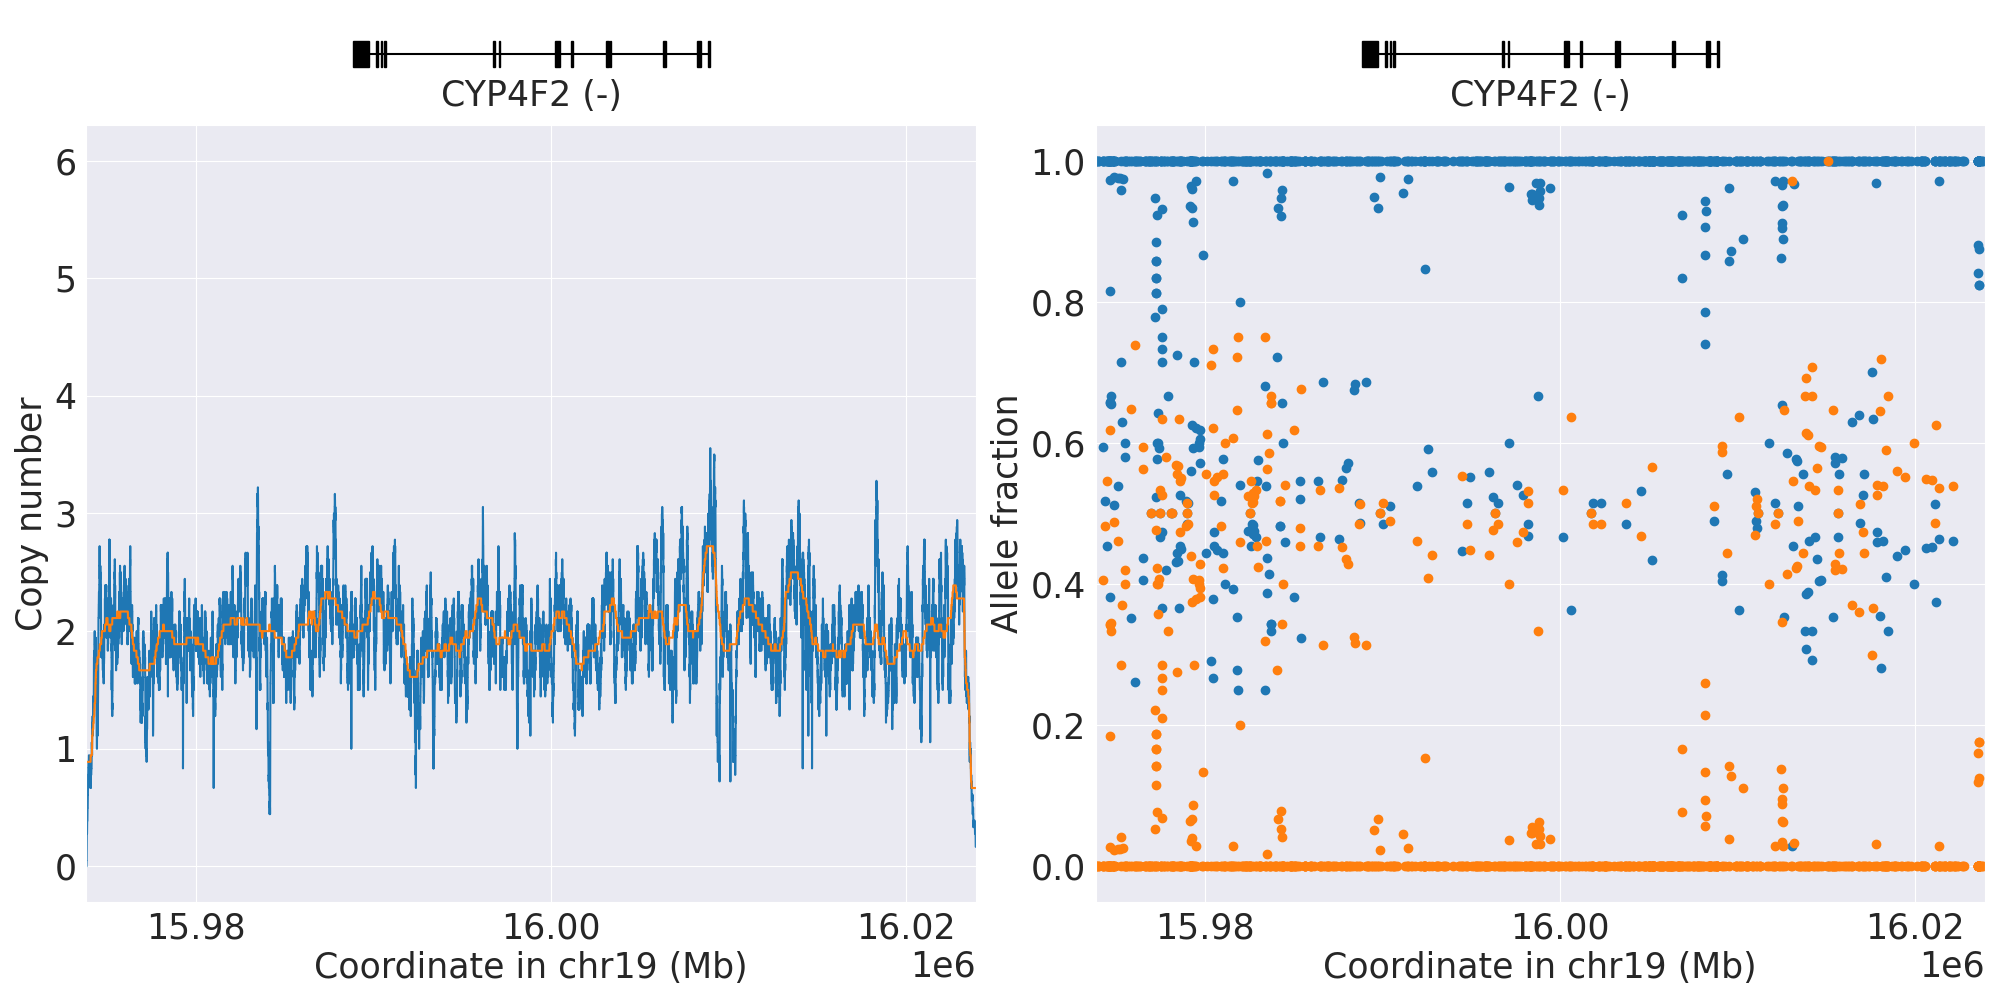 CYP4F2 (-)
6
5
4
3
2
1
0
Copy number
15.98
16.00
16.02
Coordinate in chr19 (Mb)
1e6
CYP4F2 (-)
1.0
0.8
0.6
0.4
0.2
0.0
Allele fraction
15.98
16.00
16.02
Coordinate in chr19 (Mb)
1e6